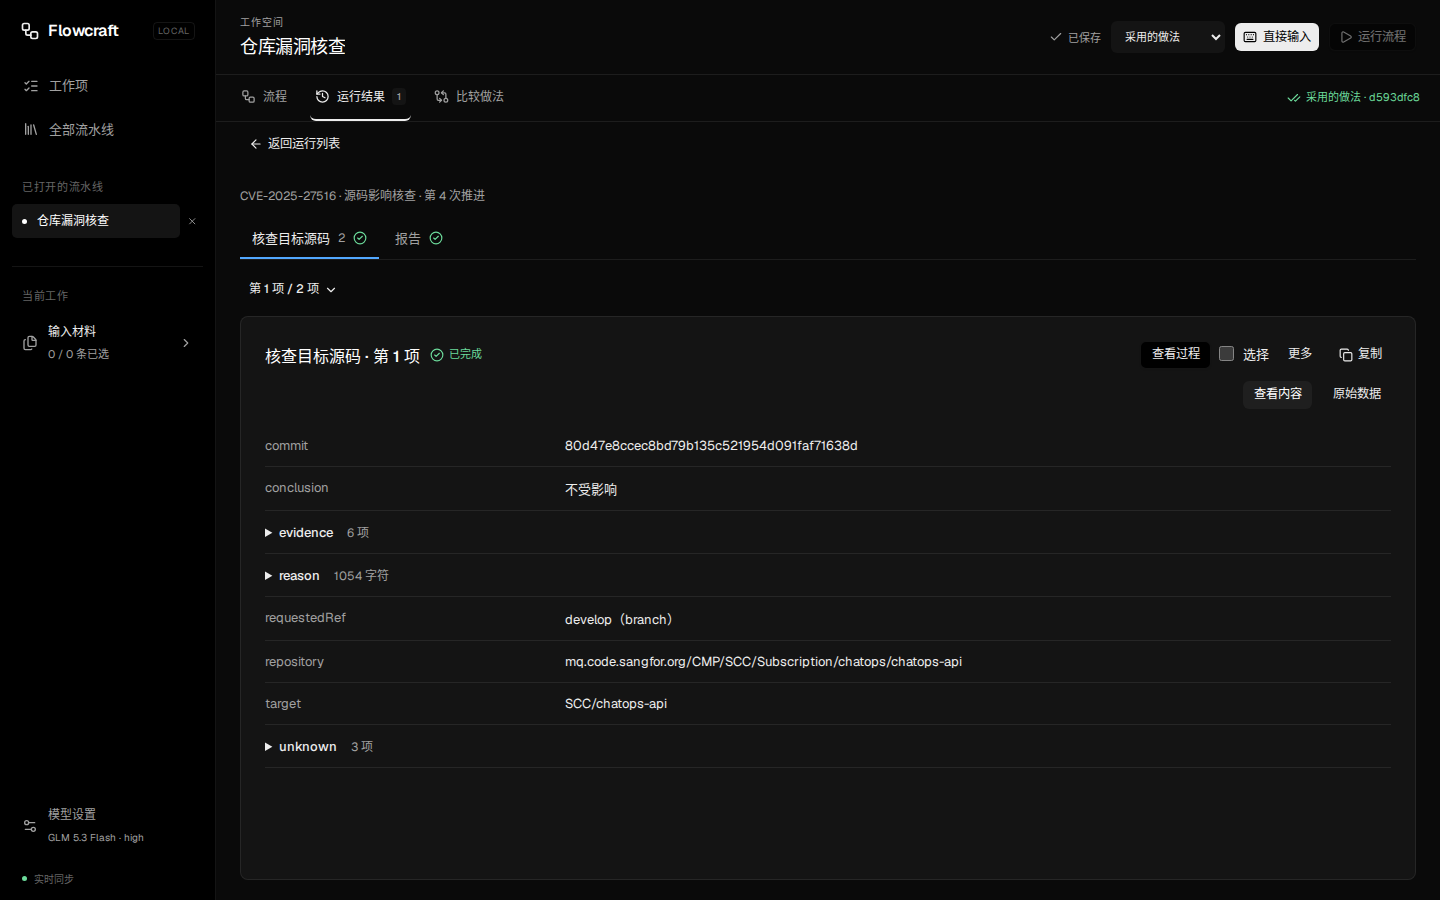 Flowcraft
LOCAL
工作项
全部流水线
已打开的流水线
仓库漏洞核查
当前工作
输入材料
0 / 0 条已选
模型设置
GLM 5.3 Flash · high
实时同步
工作空间
仓库漏洞核查
已保存
采用的做法
直接输入
运行流程
流程
运行结果 1
比较做法
采用的做法 · d593dfc8
返回运行列表
CVE-2025-27516 · 源码影响核查 · 第 4 次推进
核查目标源码 2
报告
第 1 项 / 2 项
核查目标源码 · 第 1 项
已完成
查看过程
选择
更多
复制
查看内容
原始数据
commit 80d47e8ccec8bd79b135c521954d091faf71638d
conclusion 不受影响
evidence 6 项
reason 1054 字符
requestedRef develop（branch）
repository mq.code.sangfor.org/CMP/SCC/Subscription/chatops/chatops-api
target SCC/chatops-api
unknown 3 项